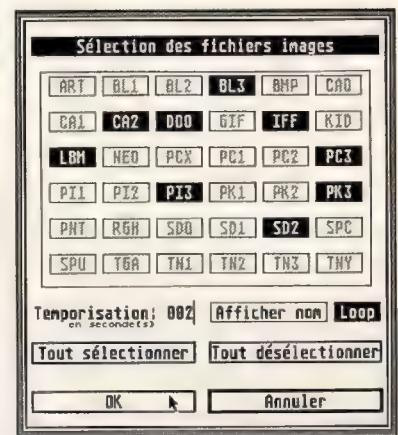 Sélection des fichiers images
ART BL1 BL2 BL3 BMP CAO
CA1 CA2 DOO GIF IFF KID
LBM NEO PCX PC1 PC2 PC3
PI1 PI2 PI3 PK1 PK2 PK3
PNT RGH SD0 SD1 SD2 SPC
SPU TGA TN1 TN2 TN3 TNY
Temporisation: 002 Afficher nom Loop
en seconde(s)
Tout sélectionner Tout désélectionner
OK Annuler